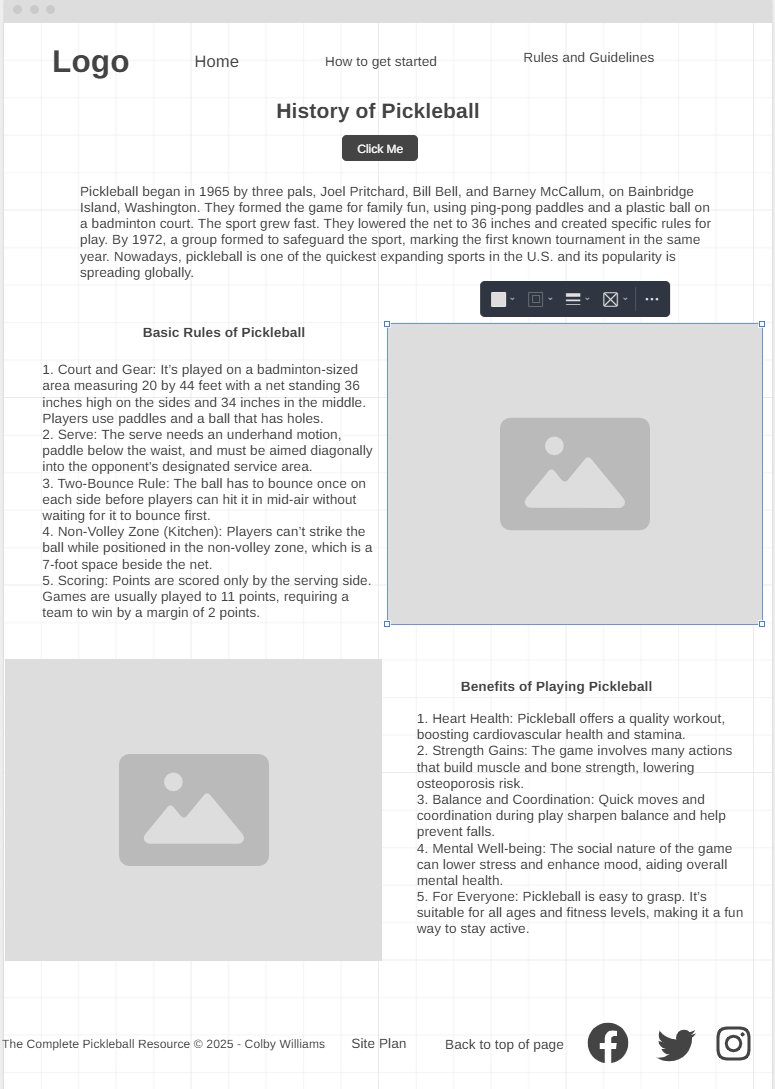 Logo
Home
How to get started
Rules and Guidelines
History of Pickleball
Click Me
Pickleball began in 1965 by three pals, Joel Pritchard, Bill Bell, and Barney McCallum, on Bainbridge
Island, Washington. They formed the game for family fun, using ping-pong paddles and a plastic ball on
a badminton court. The sport grew fast. They lowered the net to 36 inches and created specific rules for
play. By 1972, a group formed to safeguard the sport, marking the first known tournament in the same
year. Nowadays, pickleball is one of the quickest expanding sports in the U.S. and its popularity is
spreading globally.
Basic Rules of Pickleball
1. Court and Gear: It’s played on a badminton-sized
area measuring 20 by 44 feet with a net standing 36
inches high on the sides and 34 inches in the middle.
Players use paddles and a ball that has holes.
2. Serve: The serve needs an underhand motion,
paddle below the waist, and must be aimed diagonally
into the opponent's designated service area.
3. Two-Bounce Rule: The ball has to bounce once on
each side before players can hit it in mid-air without
waiting for it to bounce first.
4. Non-Volley Zone (Kitchen): Players can’t strike the
ball while positioned in the non-volley zone, which is a
7-foot space beside the net.
5. Scoring: Points are scored only by the serving side.
Games are usually played to 11 points, requiring a
team to win by a margin of 2 points.
Benefits of Playing Pickleball
1. Heart Health: Pickleball offers a quality workout,
boosting cardiovascular health and stamina.
2. Strength Gains: The game involves many actions
that build muscle and bone strength, lowering
osteoporosis risk.
3. Balance and Coordination: Quick moves and
coordination during play sharpen balance and help
prevent falls.
4. Mental Well-being: The social nature of the game
can lower stress and enhance mood, aiding overall
mental health.
5. For Everyone: Pickleball is easy to grasp. It’s
suitable for all ages and fitness levels, making it a fun
way to stay active.
The Complete Pickleball Resource © 2025 - Colby Williams
Site Plan
Back to top of page